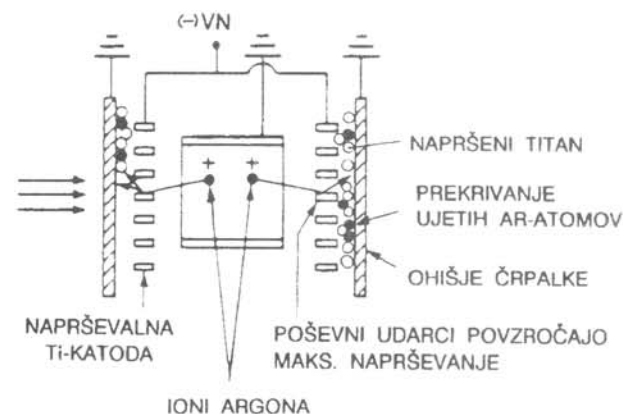 (-)VN
+ +
NAPRŠENI TITAN
PREKRIVANJE
UJETIH AR-ATOMOV
OHIŠJE ČRPALKE
NAPRŠEVALNA
Ti-KATODA
POŠEVNI UDARCI POVZROČAJO
MAKS. NAPRŠEVANJE
IONI ARGONA